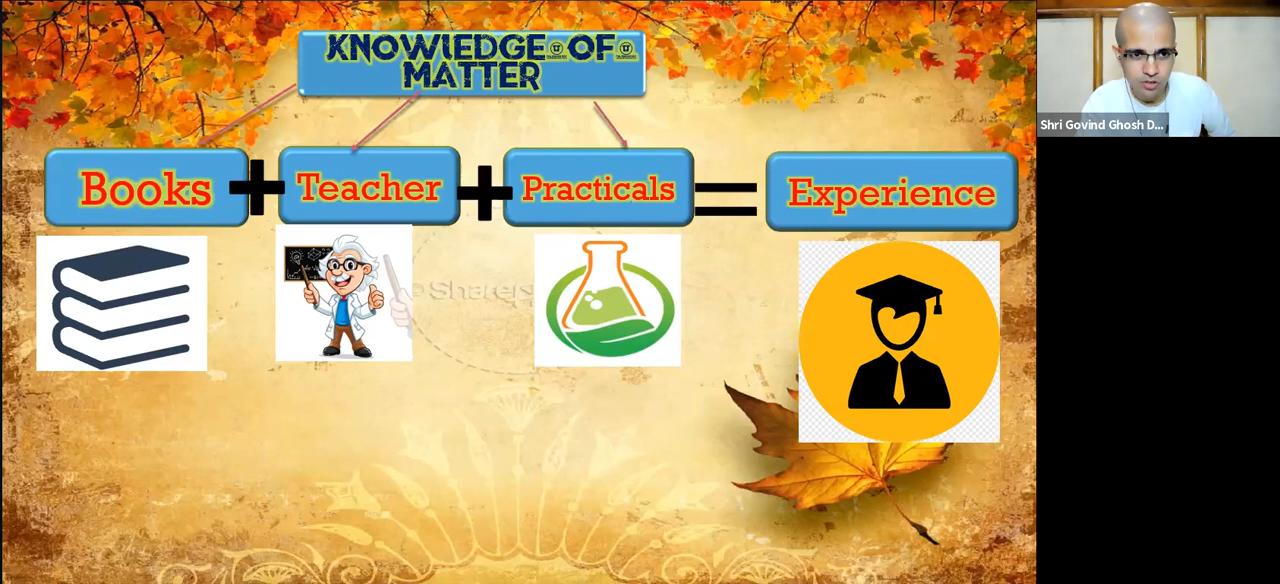 KNOWLEDGE OF
MATTER
Shri Govind Ghosh D...
Books + Teacher + Practicals = Experience